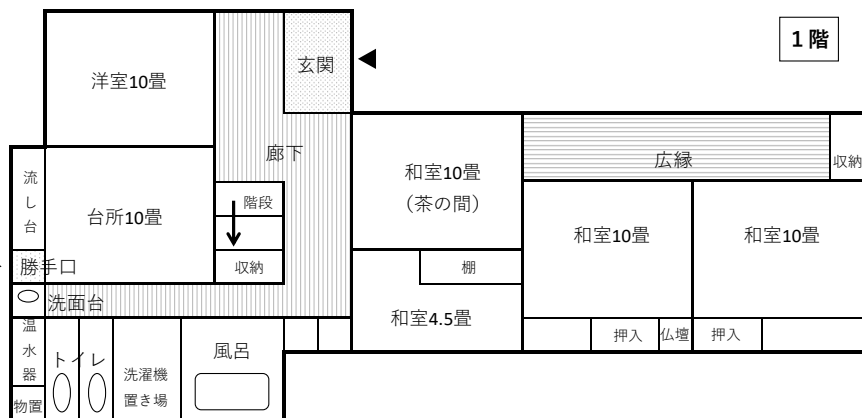 1階
玄関
洋室10畳
廊下
広縁
収納
和室10畳
（茶の間）
流し台
台所10畳
階段
和室10畳
和室10畳
勝手口
収納
棚
洗面台
和室4.5畳
温水器
トイレ
洗濯機
置き場
風呂
押入
仏壇
押入
物置